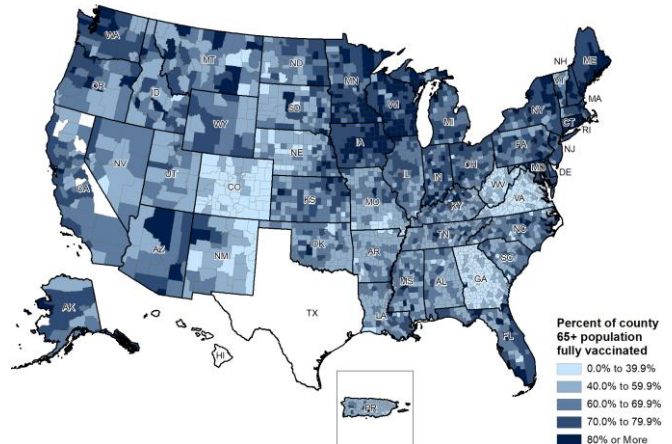 WA
MT
ND
MN
NH
ME
VT
OR
ID
SD
WI
NY
MA
WY
MI
CT
RI
IA
PA
NJ
NE
NV
UT
IL
IN
OH
MD
DE
CA
CO
KS
MO
WV
VA
KY
TN
NC
AZ
NM
OK
AR
SC
MS
AL
GA
TX
LA
AK
HI
FL
PR
Percent of county
65+ population
fully vaccinated
0.0% to 39.9%
40.0% to 59.9%
60.0% to 69.9%
70.0% to 79.9%
80% or More